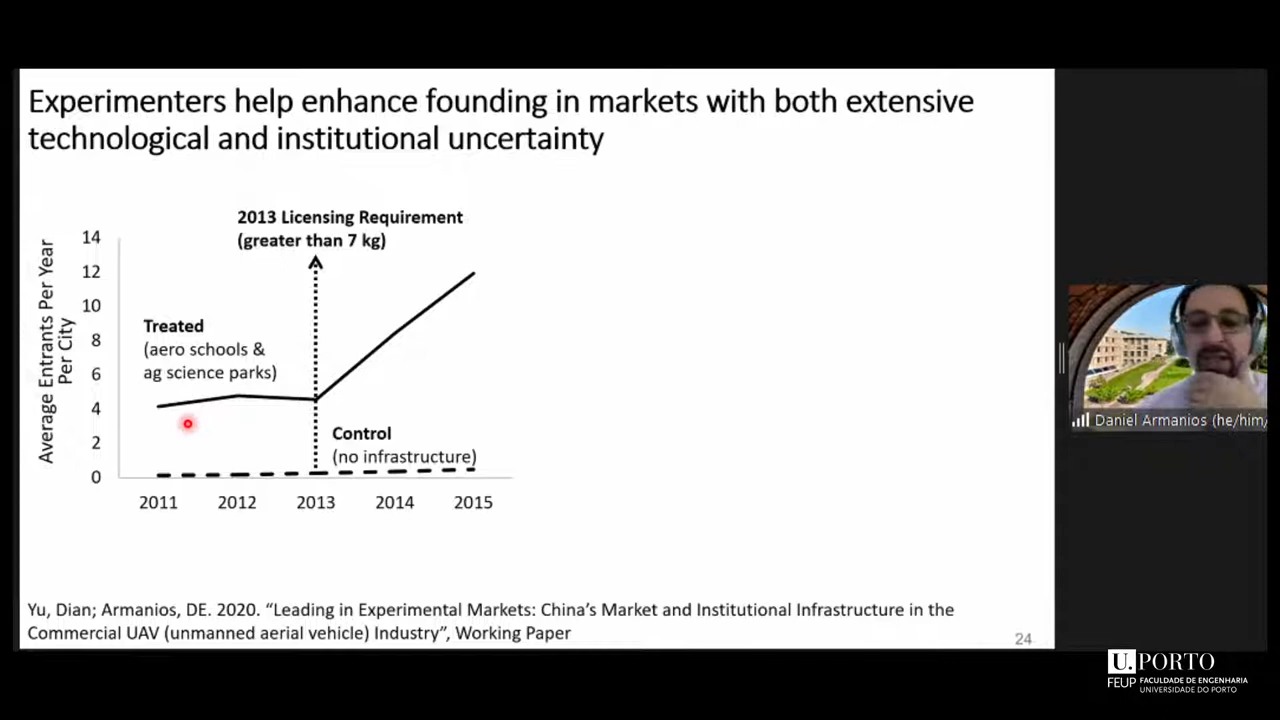 Experimenters help enhance founding in markets with both extensive
technological and institutional uncertainty
2013 Licensing Requirement
(greater than 7 kg)
Average Entrants Per Year
Per City
14
12
10
8
6
4
2
0
Treated
(aero schools &
ag science parks)
Control
(no infrastructure)
2011 2012 2013 2014 2015
Yu, Dian; Armanios, DE. 2020. “Leading in Experimental Markets: China’s Market and Institutional Infrastructure in the
Commercial UAV (unmanned aerial vehicle) Industry”, Working Paper
24
Daniel Armanios (he/him/
U.PORTO
FEUP FACULDADE DE ENGENHARIA
UNIVERSIDADE DO PORTO